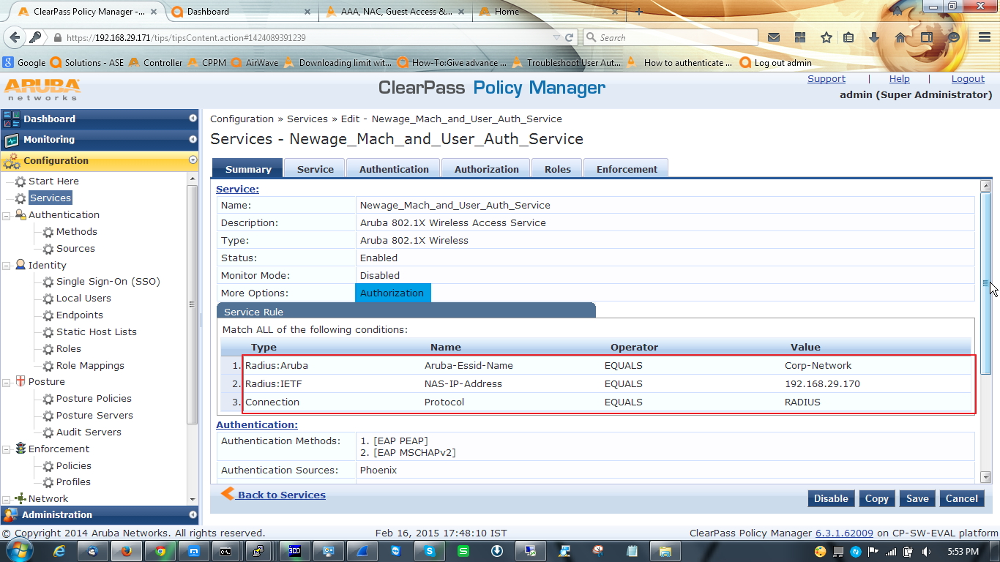 ClearPass Policy Manager -...
Dashboard
AAA, NAC, Guest Access &...
Home
https://192.168.29.171/tips/tipsContent.action#1424089391239
Search
Google
Solutions - ASE
Controller
CPPM
AirWave
Downloading limit wit...
How-To:Give advance ...
Troubleshoot User Aut...
How to authenticate ...
Log out admin
ARUBA
networks
ClearPass Policy Manager
Support | Help | Logout
admin (Super Administrator)
Dashboard
Monitoring
Configuration
Start Here
Services
Authentication
Methods
Sources
Identity
Single Sign-On (SSO)
Local Users
Endpoints
Static Host Lists
Roles
Role Mappings
Posture
Posture Policies
Posture Servers
Audit Servers
Enforcement
Policies
Profiles
Network
Administration
Configuration » Services » Edit - Newage_Mach_and_User_Auth_Service
Services - Newage_Mach_and_User_Auth_Service
Summary Service Authentication Authorization Roles Enforcement
Service:
Name: Newage_Mach_and_User_Auth_Service
Description: Aruba 802.1X Wireless Access Service
Type: Aruba 802.1X Wireless
Status: Enabled
Monitor Mode: Disabled
More Options: Authorization
Service Rule
Match ALL of the following conditions:
Type Name Operator Value
1. Radius:Aruba Aruba-Essid-Name EQUALS Corp-Network
2. Radius:IETF NAS-IP-Address EQUALS 192.168.29.170
3. Connection Protocol EQUALS RADIUS
Authentication:
Authentication Methods: 1. [EAP PEAP]
2. [EAP MSCHAPv2]
Authentication Sources: Phoenix
Back to Services
Disable Copy Save Cancel
© Copyright 2014 Aruba Networks. All rights reserved.
Feb 16, 2015 17:48:10 IST
ClearPass Policy Manager 6.3.1.62009 on CP-SW-EVAL platform
5:53 PM